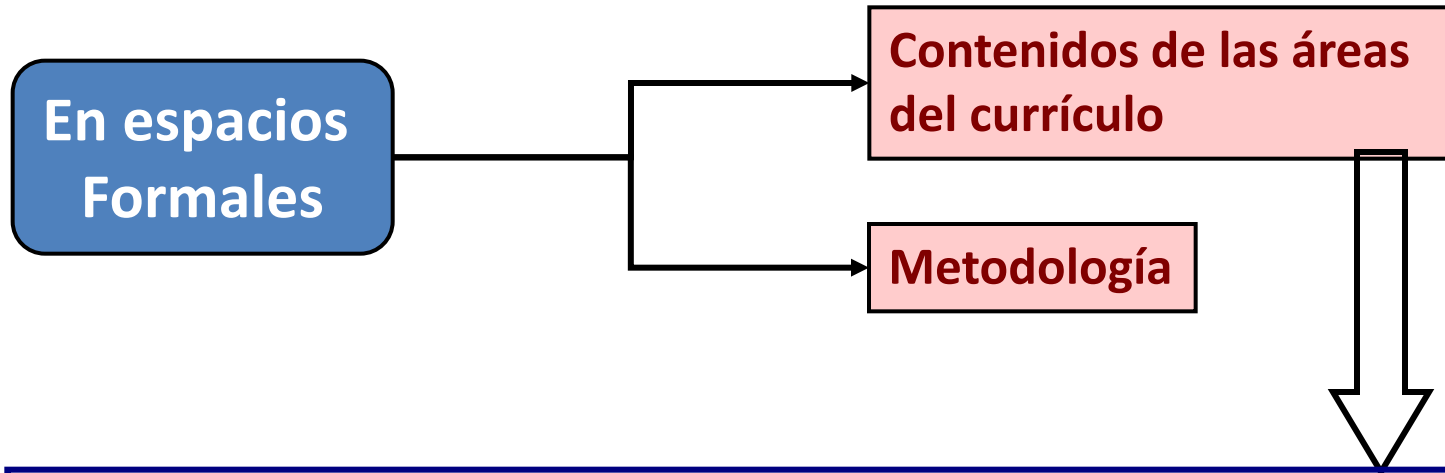 En espacios
Formales
Contenidos de las áreas
del currículo
Metodología